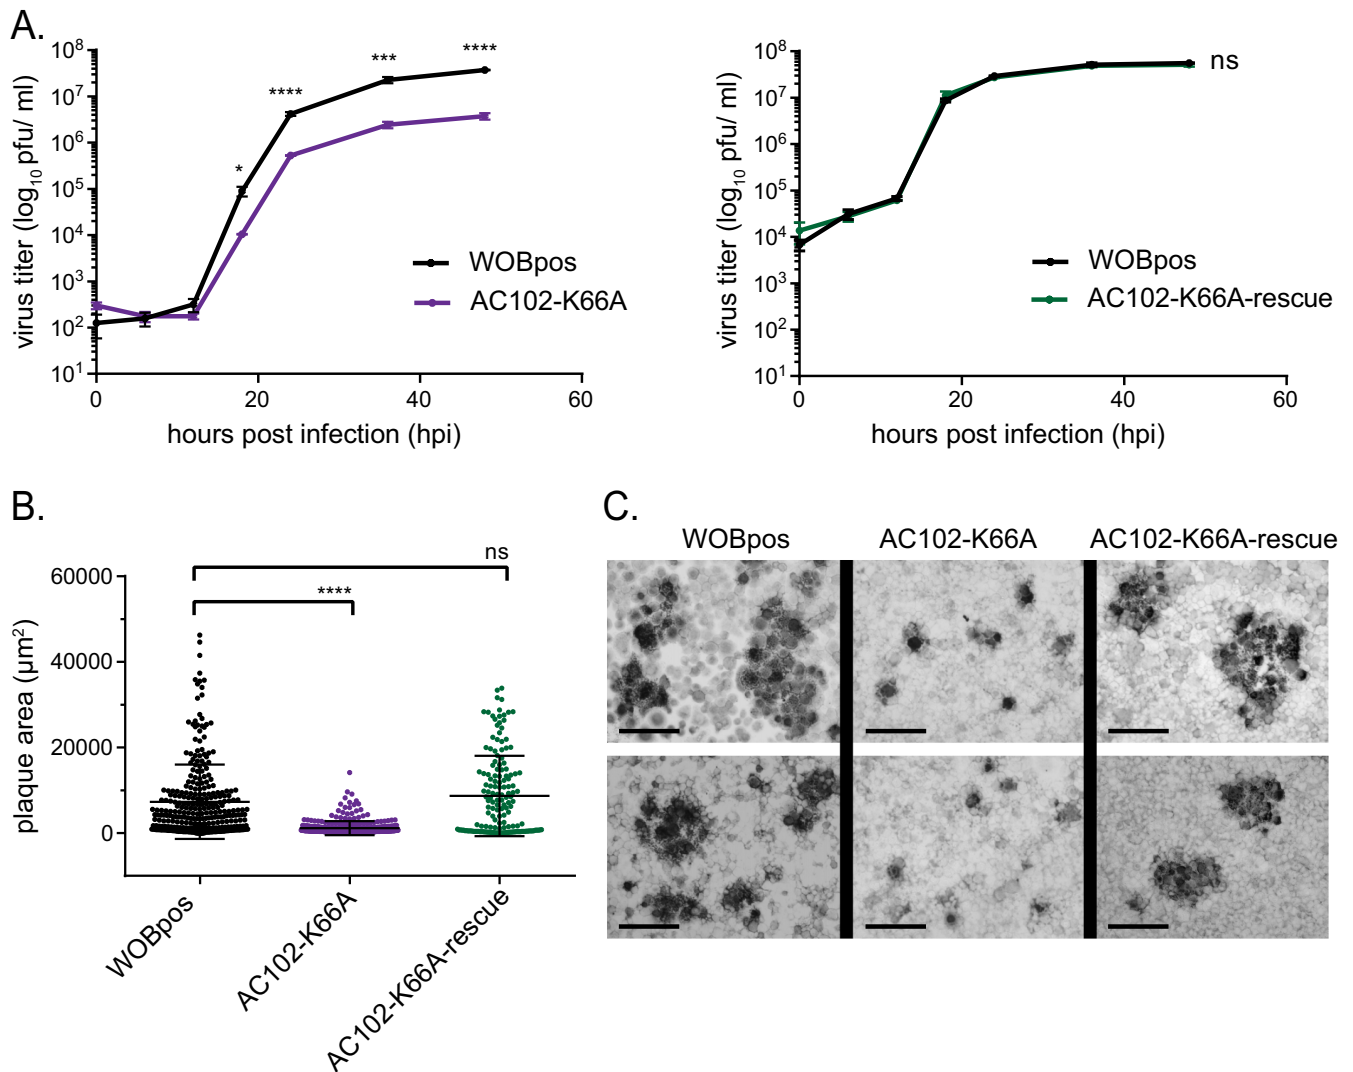 A.
10⁸
10⁷
10⁶
10⁵
10⁴
10³
10²
10¹
virus titer (log₁₀ pfu/ ml)
*
****
***
****
WOBpos
AC102-K66A
0 20 40 60
hours post infection (hpi)
10⁸
10⁷
10⁶
10⁵
10⁴
10³
10²
10¹
virus titer (log₁₀ pfu/ ml)
ns
WOBpos
AC102-K66A-rescue
0 20 40 60
hours post infection (hpi)
B.
60000
40000
20000
0
plaque area (µm²)
ns
****
WOBpos
AC102-K66A
AC102-K66A-rescue
C.
WOBpos AC102-K66A AC102-K66A-rescue